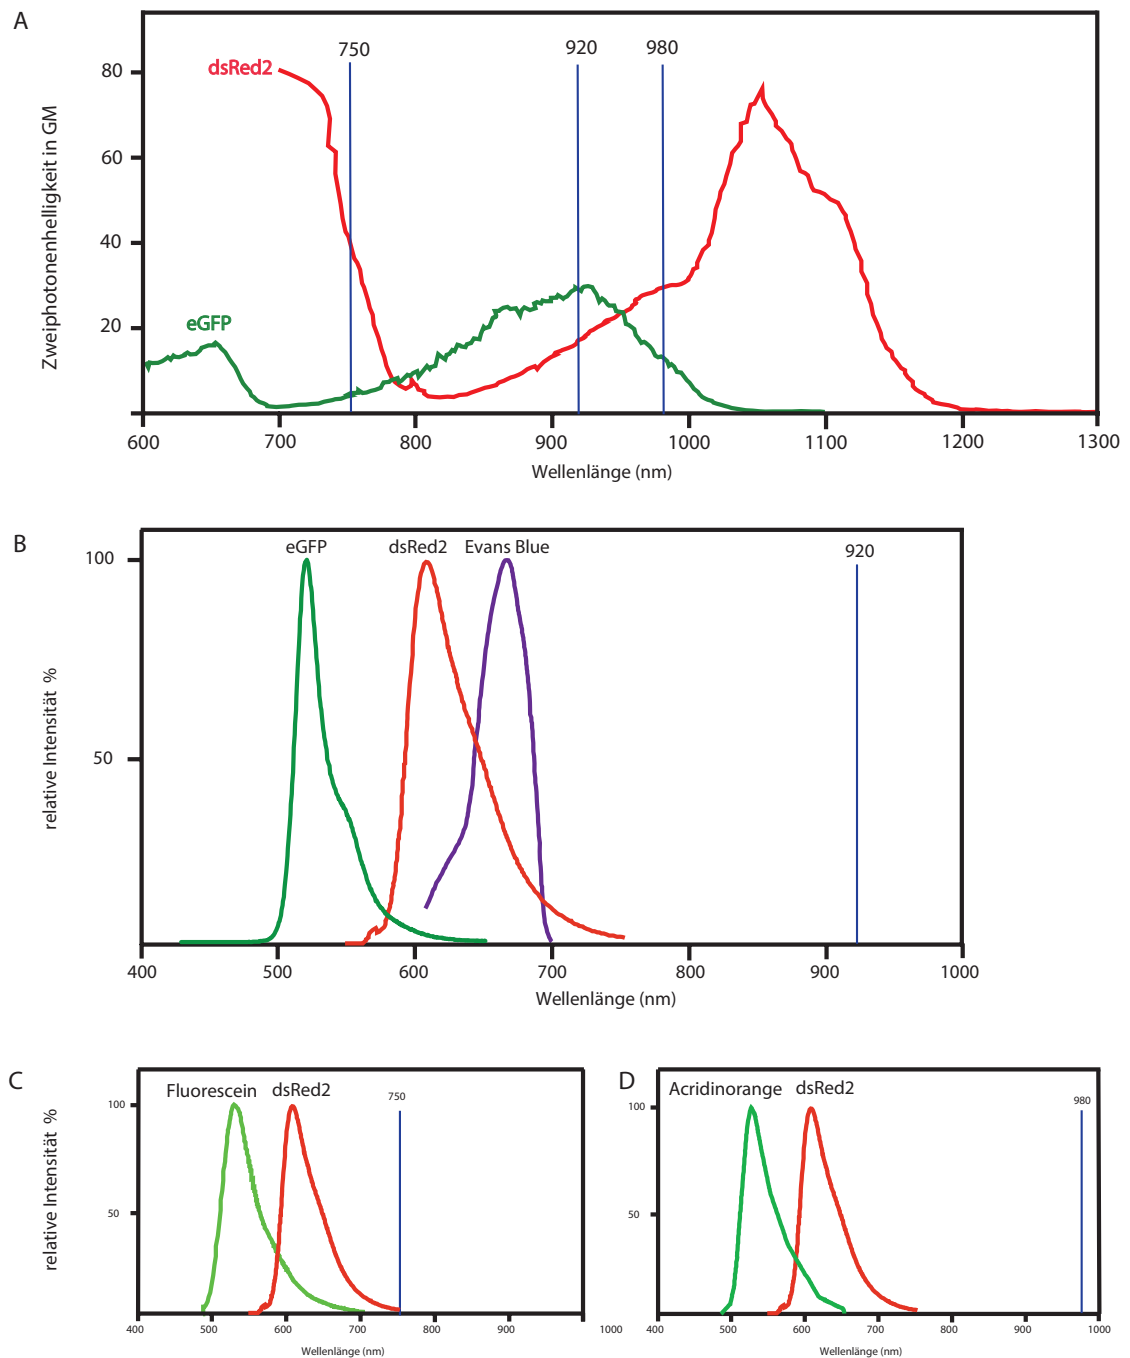 A
dsRed2
750
920
980
80
60
40
20
eGFP
Zweiphotonenhelligkeit in GM
600 700 800 900 1000 1100 1200 1300
Wellenlänge (nm)
B
eGFP dsRed2 Evans Blue
920
100
50
relative Intensität %
400 500 600 700 800 900 1000
Wellenlänge (nm)
C
Fluorescein dsRed2
750
100
50
relative Intensität %
400 500 600 700 800 900 1000
Wellenlänge (nm)
D
Acridinorange dsRed2
980
100
50
400 500 600 700 800 900 1000
Wellenlänge (nm)